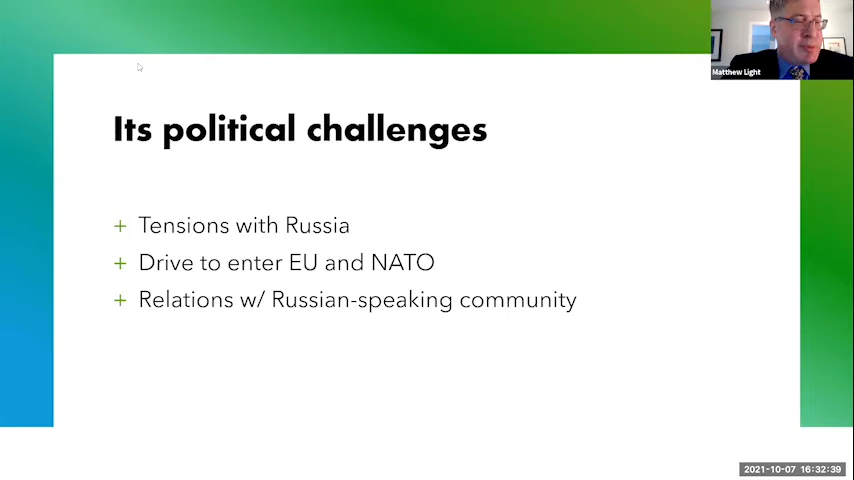 Matthew Light
Its political challenges
+ Tensions with Russia
+ Drive to enter EU and NATO
+ Relations w/ Russian-speaking community
2021-10-07 16:32:39